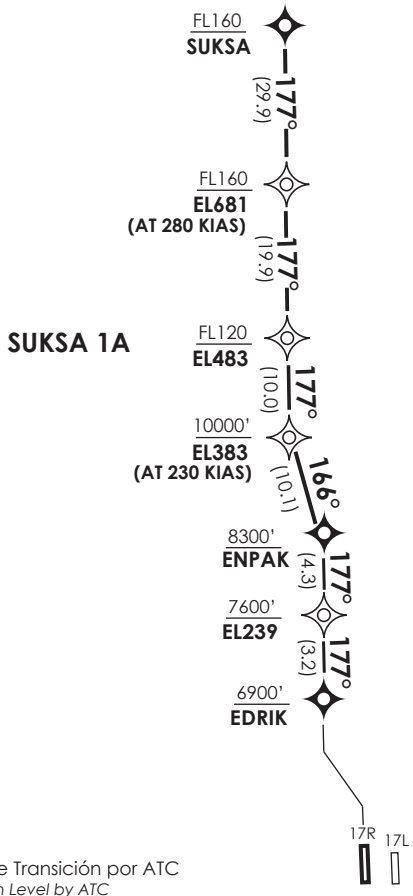 FL160
SUKSA
177°
(29.9)
FL160
EL681
(AT 280 KIAS)
177°
(19.9)
SUKSA 1A
FL120
EL483
177°
(10.0)
10000’
EL383
(AT 230 KIAS)
166°
(10.1)
8300’
ENPAK
177°
(4.3)
7600’
EL239
177°
(3.2)
6900’
EDRIK
17R 17L
e Transición por ATC
Level by ATC